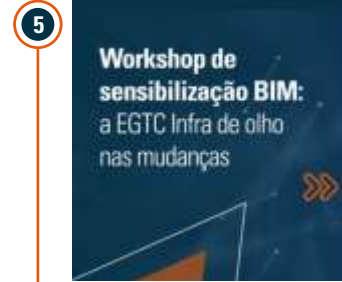 5
Workshop de
sensibilização BIM:
a EGTC Infra de olho
nas mudanças